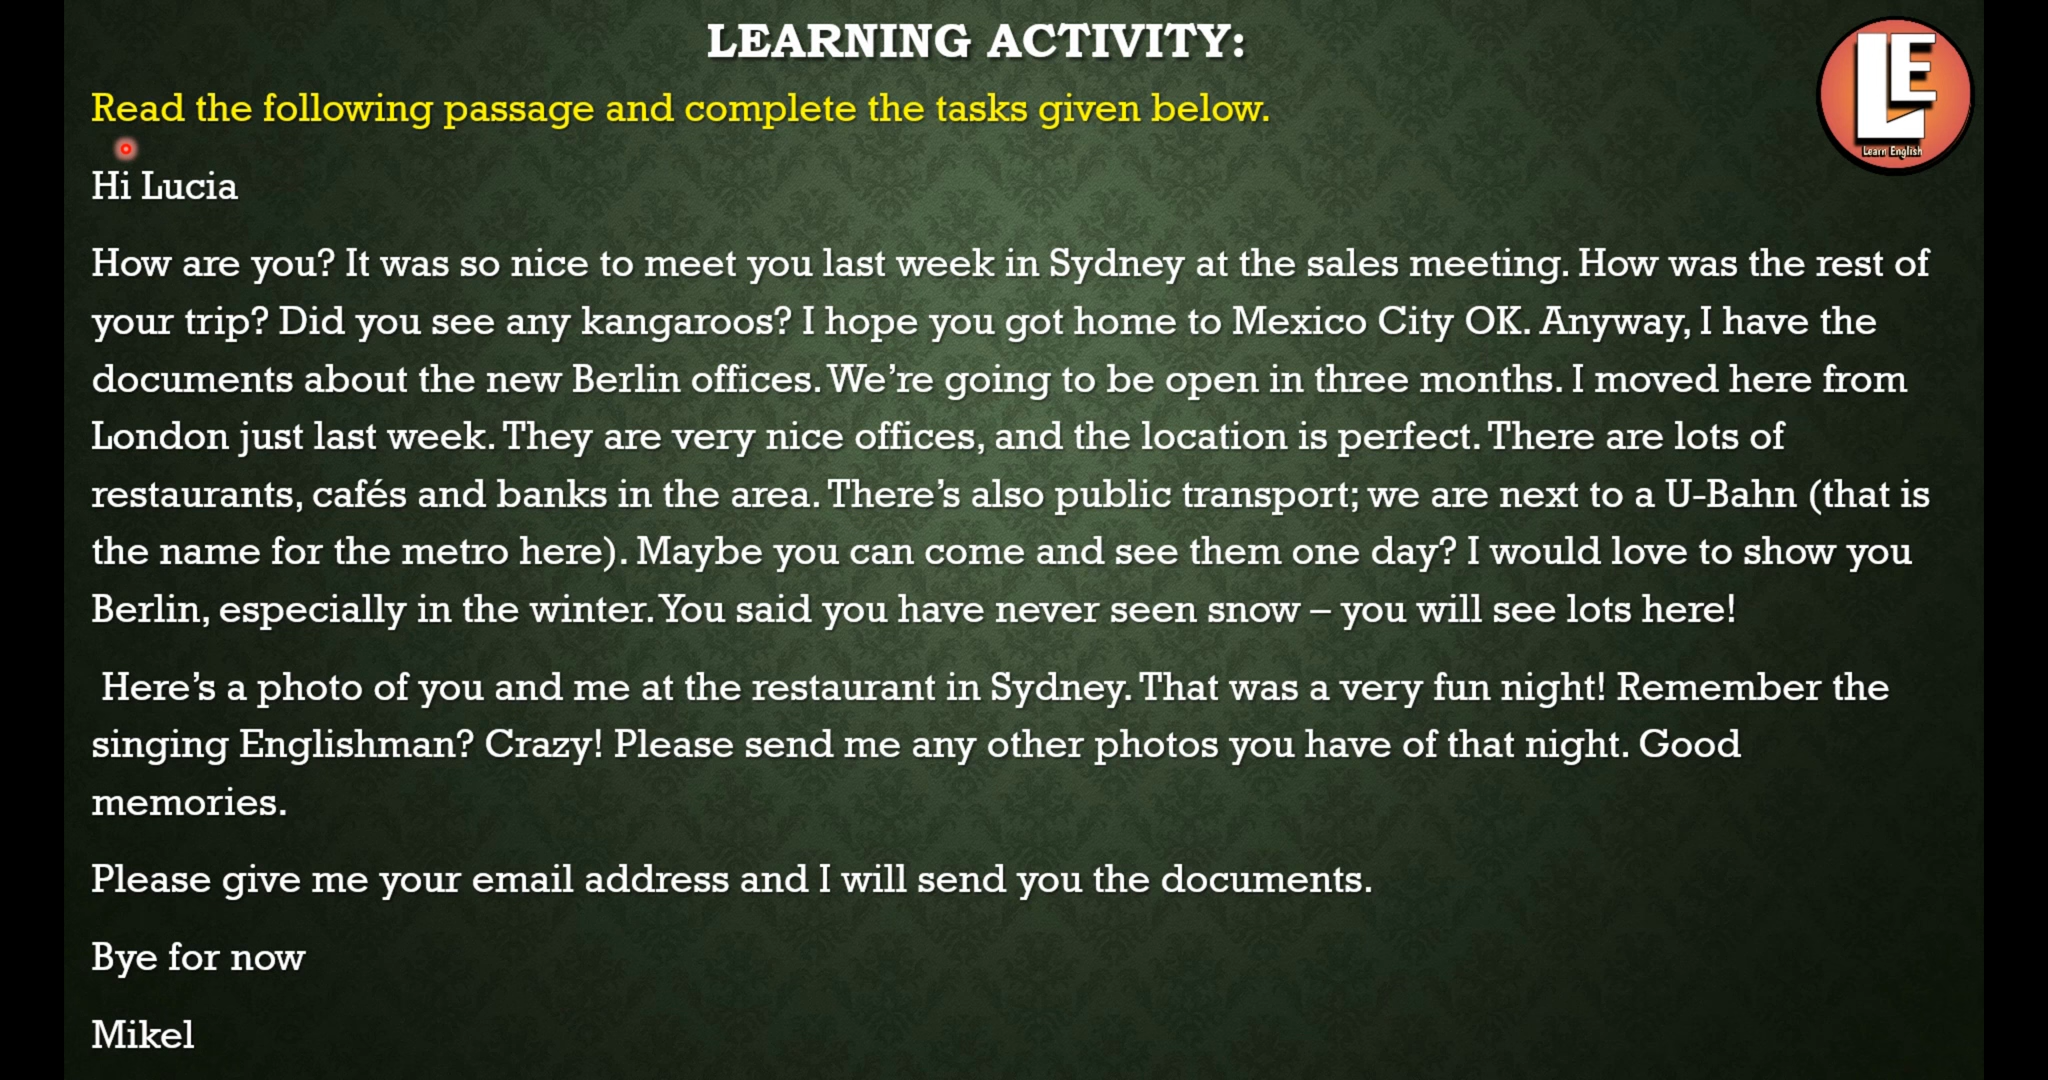 LEARNING ACTIVITY:
Read the following passage and complete the tasks given below.
LE
Learn English
Hi Lucia
How are you? It was so nice to meet you last week in Sydney at the sales meeting. How was the rest of
your trip? Did you see any kangaroos? I hope you got home to Mexico City OK. Anyway, I have the
documents about the new Berlin offices. We’re going to be open in three months. I moved here from
London just last week. They are very nice offices, and the location is perfect. There are lots of
restaurants, cafés and banks in the area. There’s also public transport; we are next to a U-Bahn (that is
the name for the metro here). Maybe you can come and see them one day? I would love to show you
Berlin, especially in the winter. You said you have never seen snow – you will see lots here!
Here’s a photo of you and me at the restaurant in Sydney. That was a very fun night! Remember the
singing Englishman? Crazy! Please send me any other photos you have of that night. Good
memories.
Please give me your email address and I will send you the documents.
Bye for now
Mikel